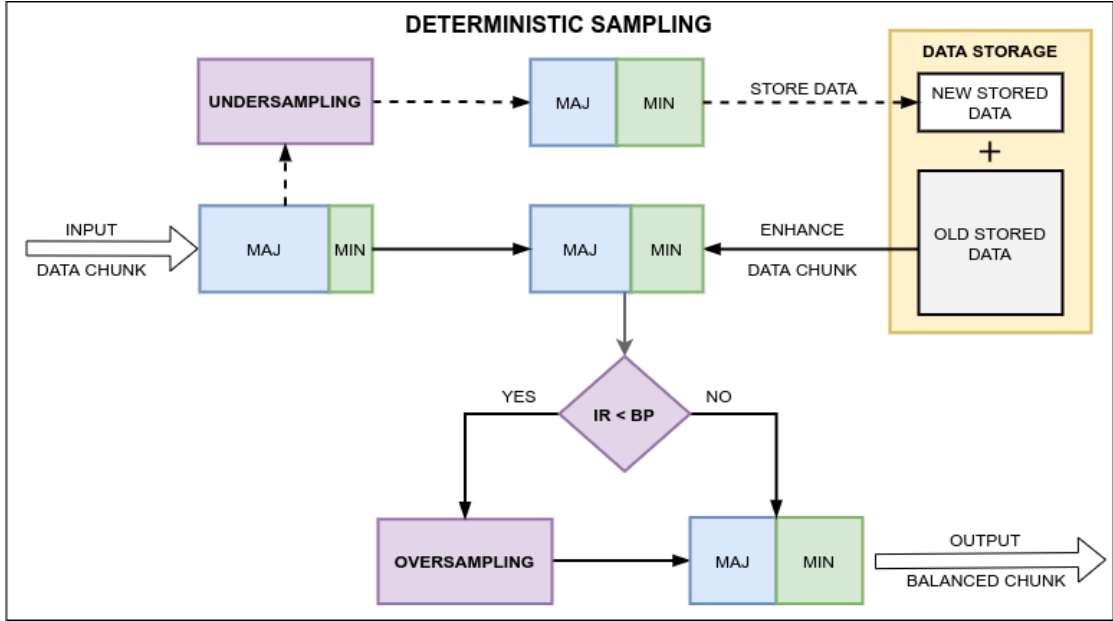 DETERMINISTIC SAMPLING
DATA STORAGE
UNDERSAMPLING
MAJ
MIN
STORE DATA
NEW STORED
DATA
+
INPUT
DATA CHUNK
MAJ
MIN
MAJ
MIN
ENHANCE
DATA CHUNK
OLD STORED
DATA
YES
IR < BP
NO
OVERSAMPLING
MAJ
MIN
OUTPUT
BALANCED CHUNK